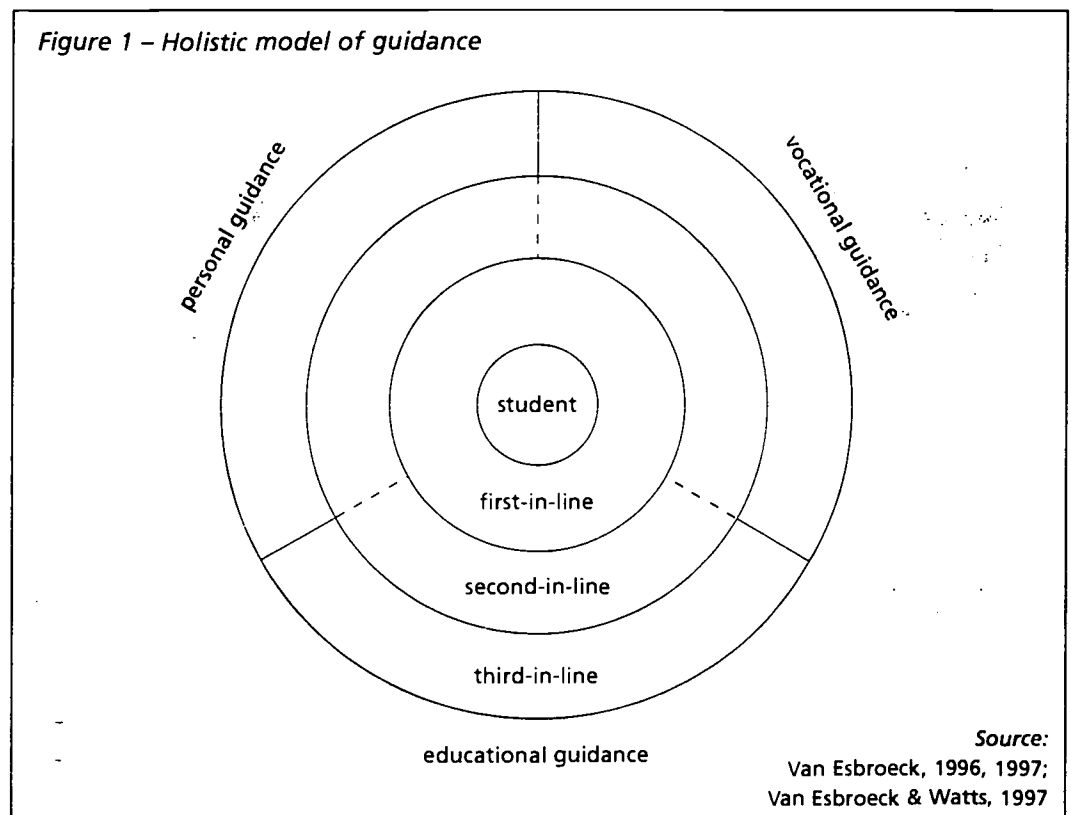 Figure 1 – Holistic model of guidance
personal guidance
vocational guidance
student
first-in-line
second-in-line
third-in-line
educational guidance
Source:
Van Esbroeck, 1996, 1997;
Van Esbroeck & Watts, 1997